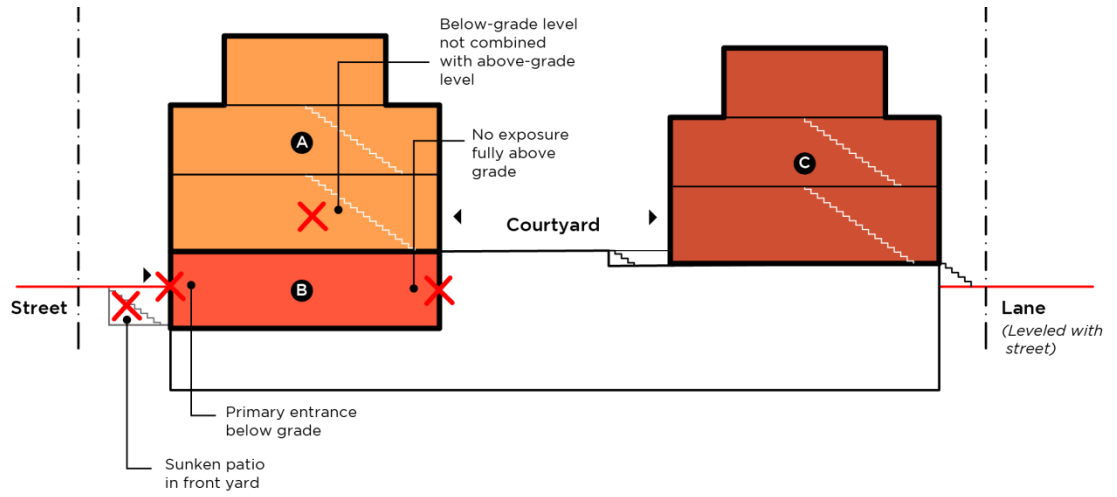 Below-grade level
not combined
with above-grade
level
No exposure
fully above
grade
A
C
Courtyard
B
Street
Lane
(Leveled with
street)
Primary entrance
below grade
Sunken patio
in front yard